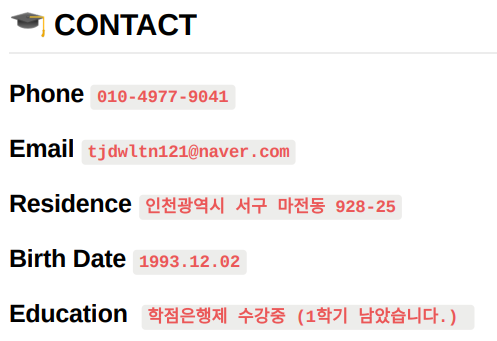 🎓 CONTACT
Phone 010-4977-9041
Email tjdwltn121@naver.com
Residence 인천광역시 서구 마전동 928-25
Birth Date 1993.12.02
Education 학점은행제 수강중 (1학기 남았습니다.)